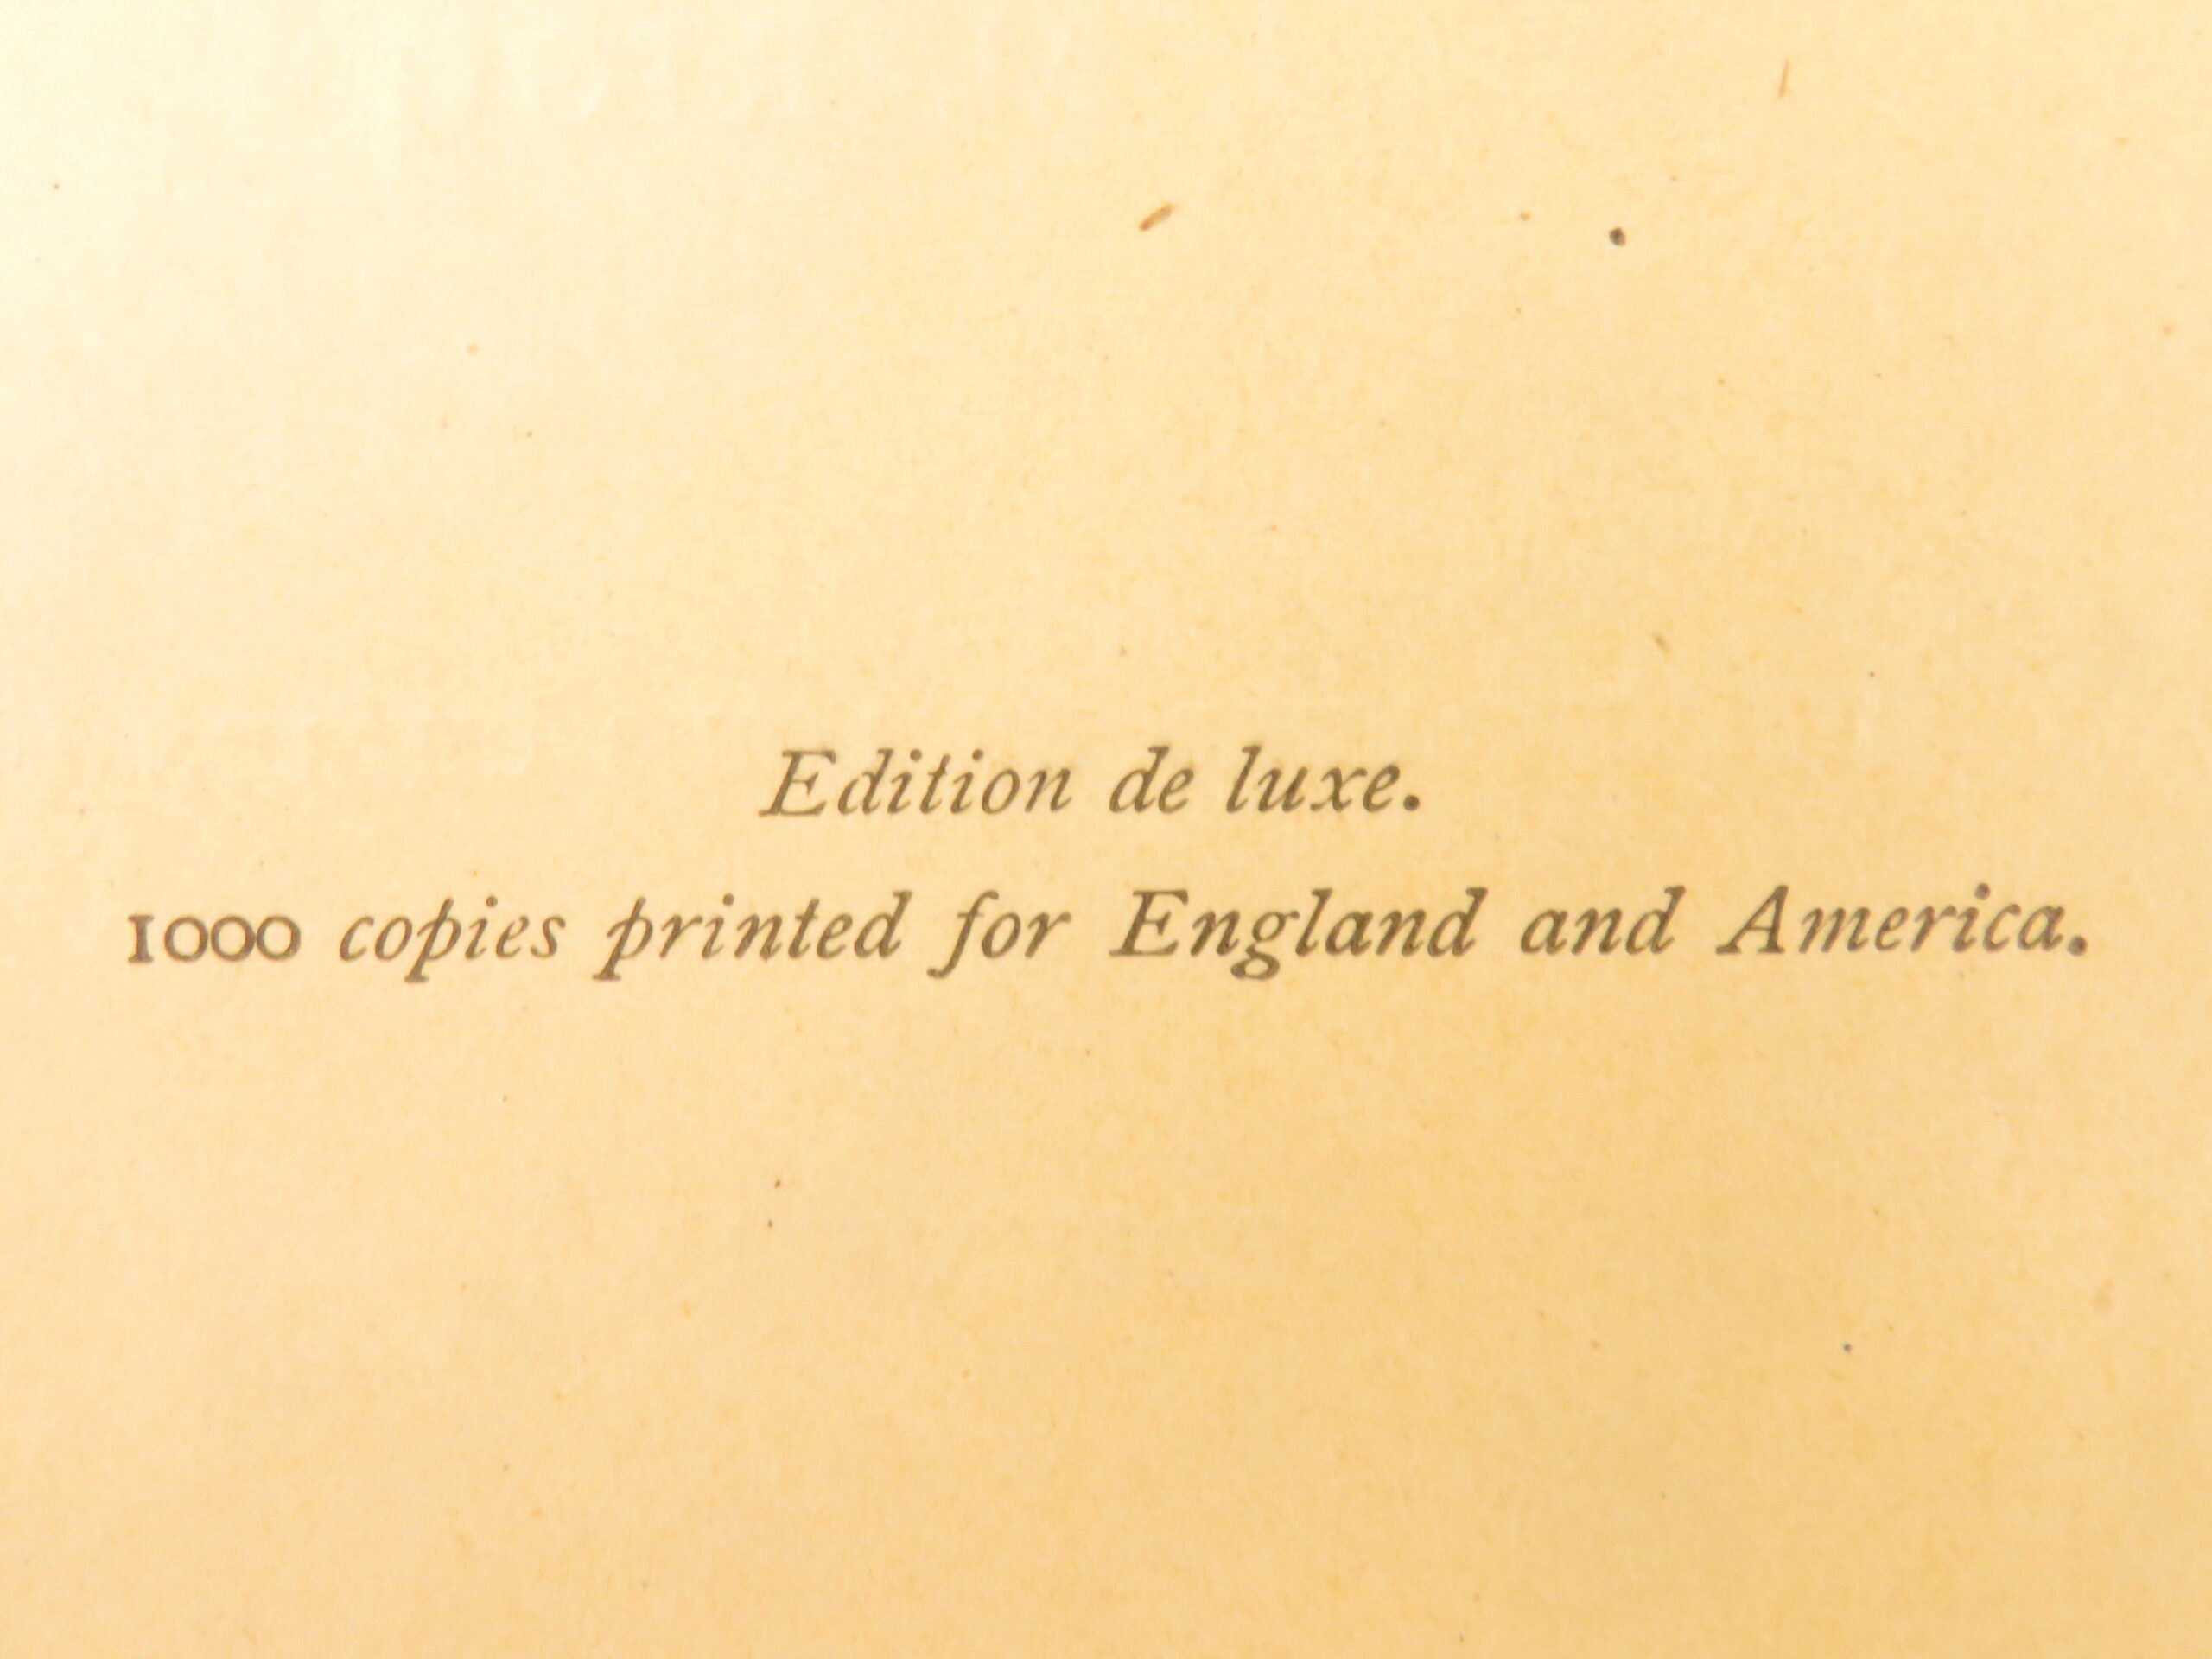 Edition de luxe.
1000 copies printed for England and America.